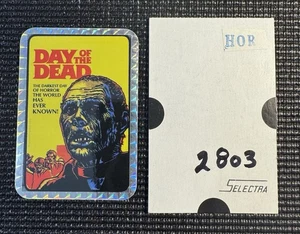 DAY OF THE
DEAD
THE DARKEST DAY
OF HORROR
THE WORLD
HAS
EVER
KNOWN!
HOR
2803
SELECTRA